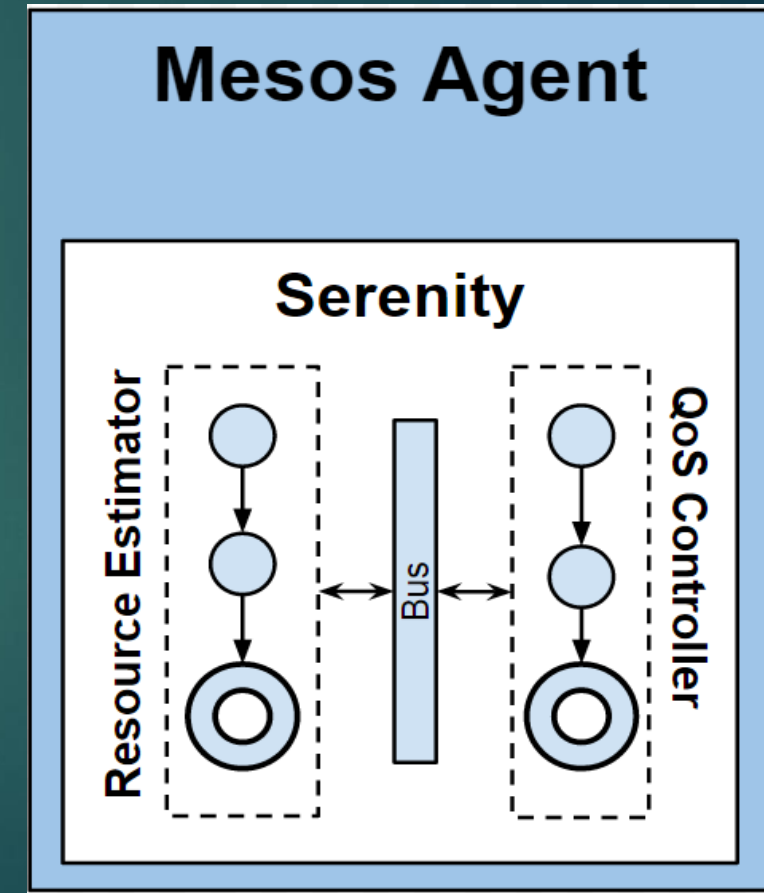 Mesos Agent
Serenity
Resource Estimator
Bus
QoS Controller